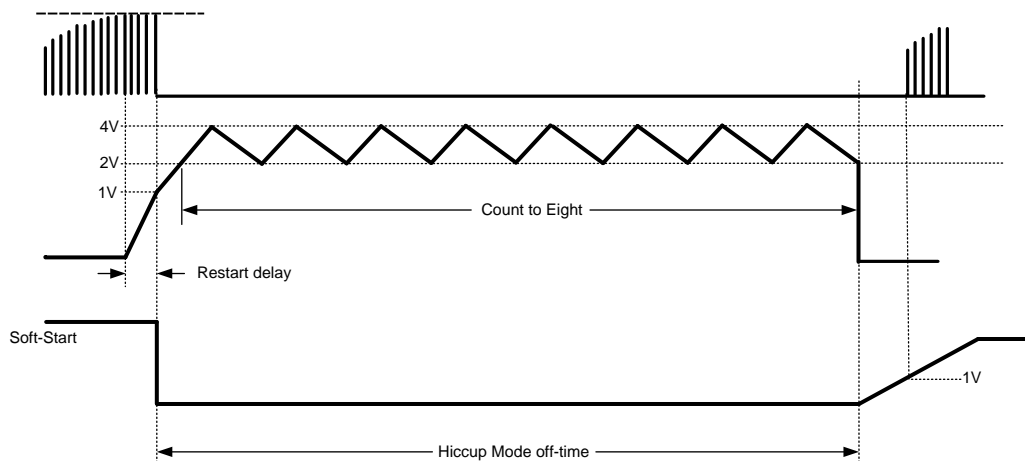 4V
2V
1V
Count to Eight
Restart delay
Soft-Start
1V
Hiccup Mode off-time